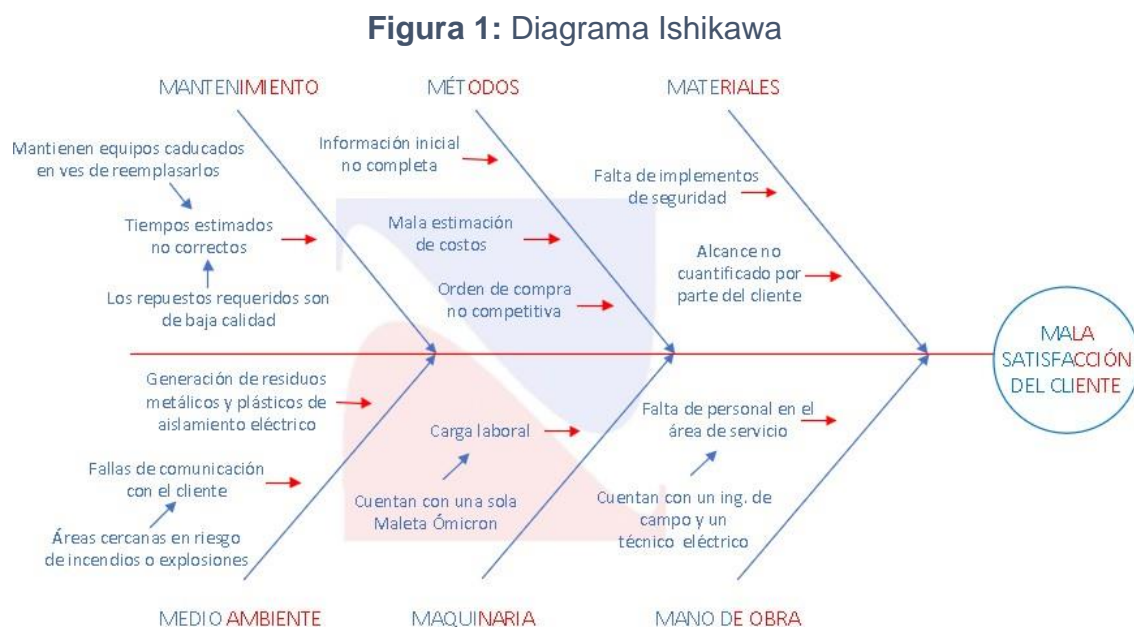 Figura 1: Diagrama Ishikawa
MANTENIMIENTO
MÉTODOS
MATERIALES
Mantienen equipos caducados
en ves de reemplasarlos
Tiempos estimados
no correctos
Los repuestos requeridos son
de baja calidad
Información inicial
no completa
Mala estimación
de costos
Orden de compra
no competitiva
Falta de implementos
de seguridad
Alcance no
cuantificado por
parte del cliente
MALA
SATISFACCIÓN
DEL CLIENTE
Generación de residuos
metálicos y plásticos de
aislamiento eléctrico
Fallas de comunicación
con el cliente
Áreas cercanas en riesgo
de incendios o explosiones
Carga laboral
Cuentan con una sola
Maleta Ómicron
Falta de personal en el
área de servicio
Cuentan con un ing. de
campo y un
técnico eléctrico
MEDIO AMBIENTE
MAQUINARIA
MANO DE OBRA